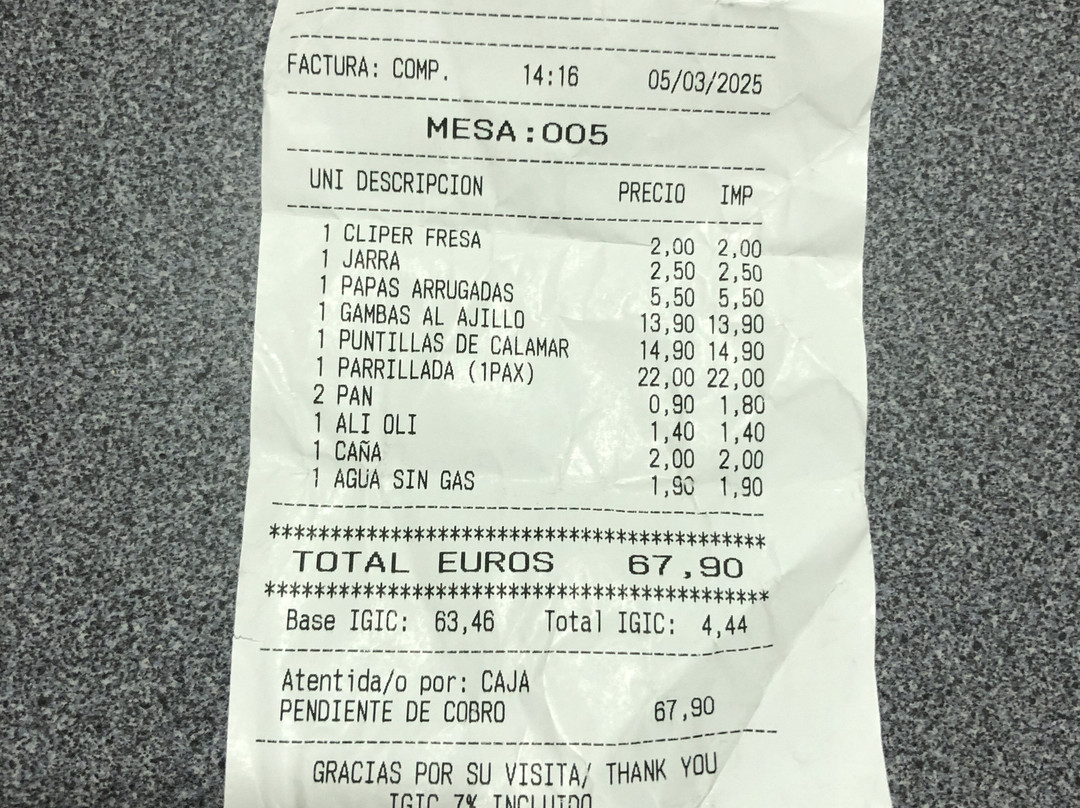 FACTURA: COMP. 14:16 05/03/2025
MESA:005
UNI DESCRIPCION PRECIO IMP
1 CLIPER FRESA 2,00 2,00
1 JARRA 2,50 2,50
1 PAPAS ARRUGADAS 5,50 5,50
1 GAMBAS AL AJILLO 13,90 13,90
1 PUNTILLAS DE CALAMAR 14,90 14,90
1 PARRILLADA (1PAX) 22,00 22,00
2 PAN 0,90 1,80
1 ALI OLI 1,40 1,40
1 CAÑA 2,00 2,00
1 AGUA SIN GAS 1,90 1,90
****************************************
TOTAL EUROS 67,90
****************************************
Base IGIC: 63,46 Total IGIC: 4,44
Atentida/o por: CAJA
PENDIENTE DE COBRO 67,90
GRACIAS POR SU VISITA/ THANK YOU
IGIC 7% INCLUIDO